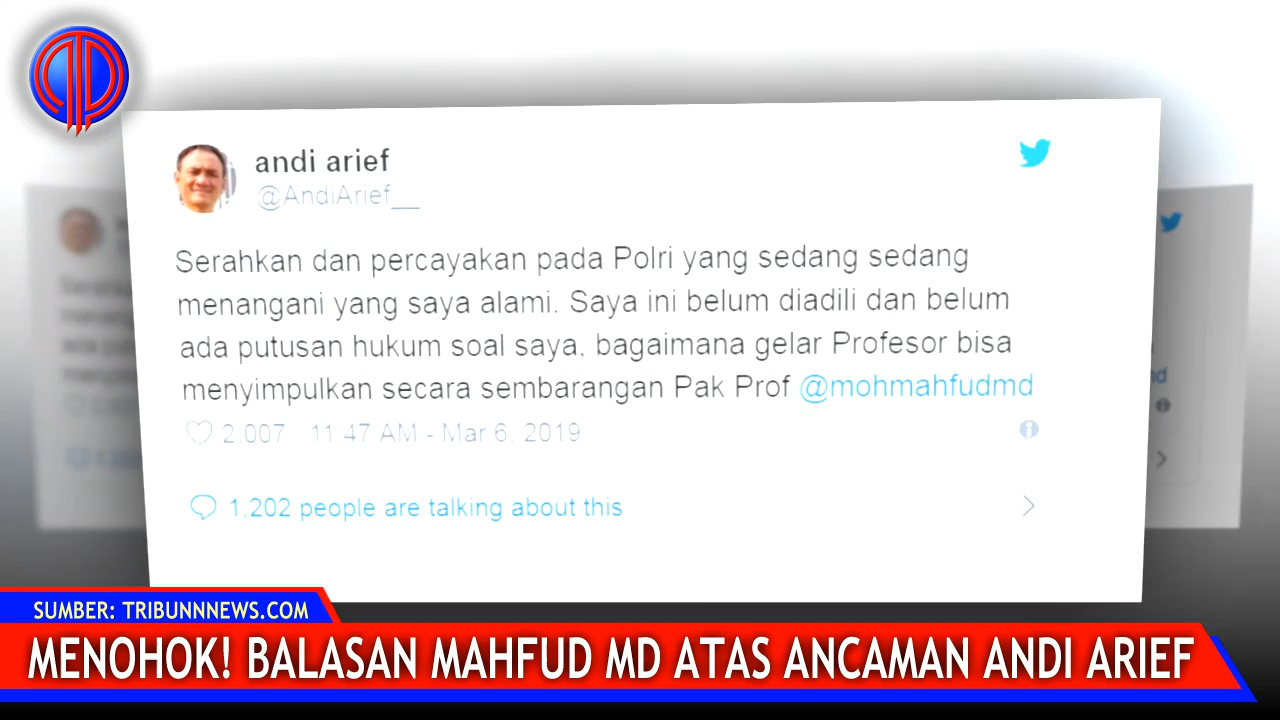 andi arief
@AndiArief__
Serahkan dan percayakan pada Polri yang sedang sedang
menangani yang saya alami. Saya ini belum diadili dan belum
ada putusan hukum soal saya. bagaimana gelar Profesor bisa
menyimpulkan secara sembarangan Pak Prof @mohmahfudmd
2.007 11.47 AM - Mar 6. 2019
1.202 people are talking about this
SUMBER: TRIBUNNNEWS.COM
MENOHOK! BALASAN MAHFUD MD ATAS ANCAMAN ANDI ARIEF